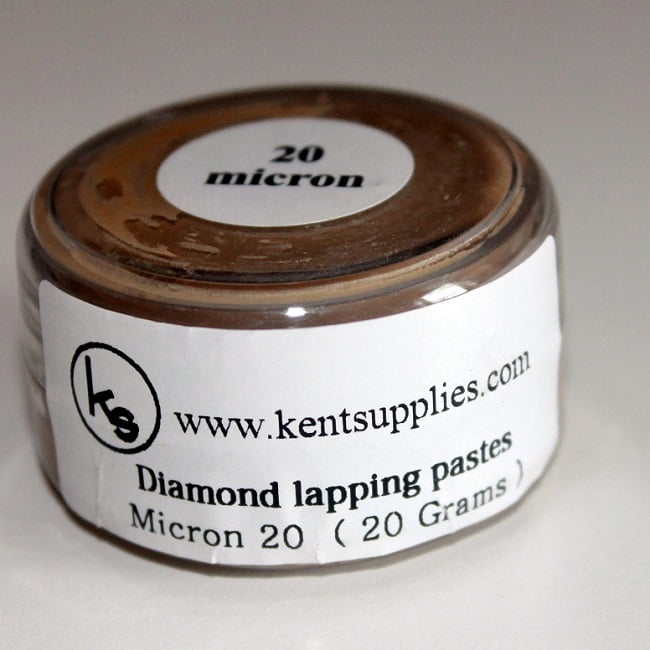 20
micron
ks
www.kentsupplies.com
Diamond lapping pastes
Micron 20 ( 20 Grams )